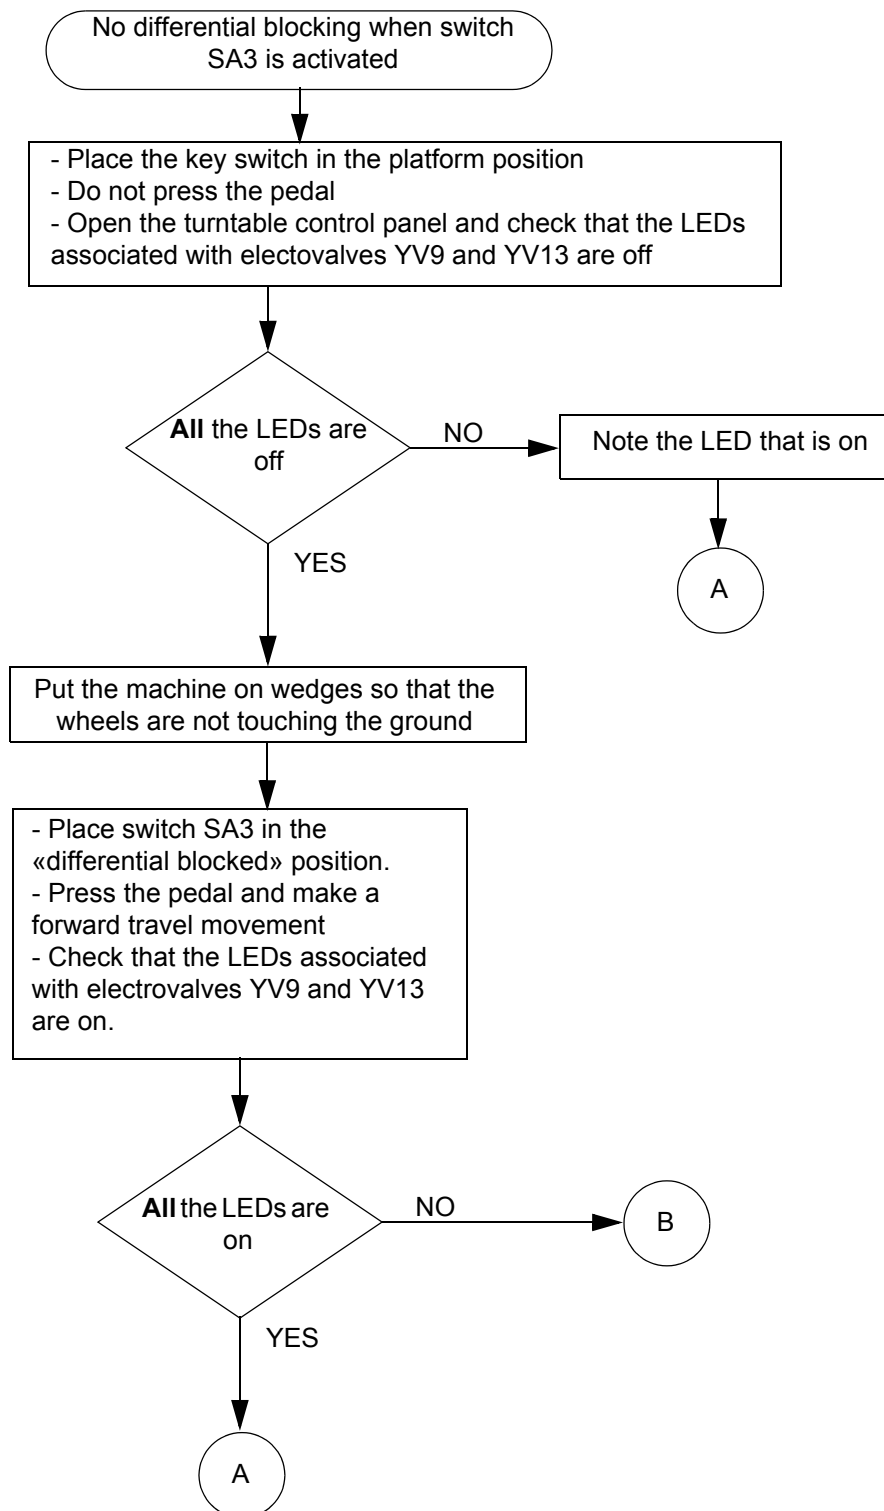 No differential blocking when switch
SA3 is activated
- Place the key switch in the platform position
- Do not press the pedal
- Open the turntable control panel and check that the LEDs
associated with electovalves YV9 and YV13 are off
All the LEDs are
off
NO
Note the LED that is on
A
YES
Put the machine on wedges so that the
wheels are not touching the ground
- Place switch SA3 in the
«differential blocked» position.
- Press the pedal and make a
forward travel movement
- Check that the LEDs associated
with electrovalves YV9 and YV13
are on.
All the LEDs are
on
NO
B
YES
A